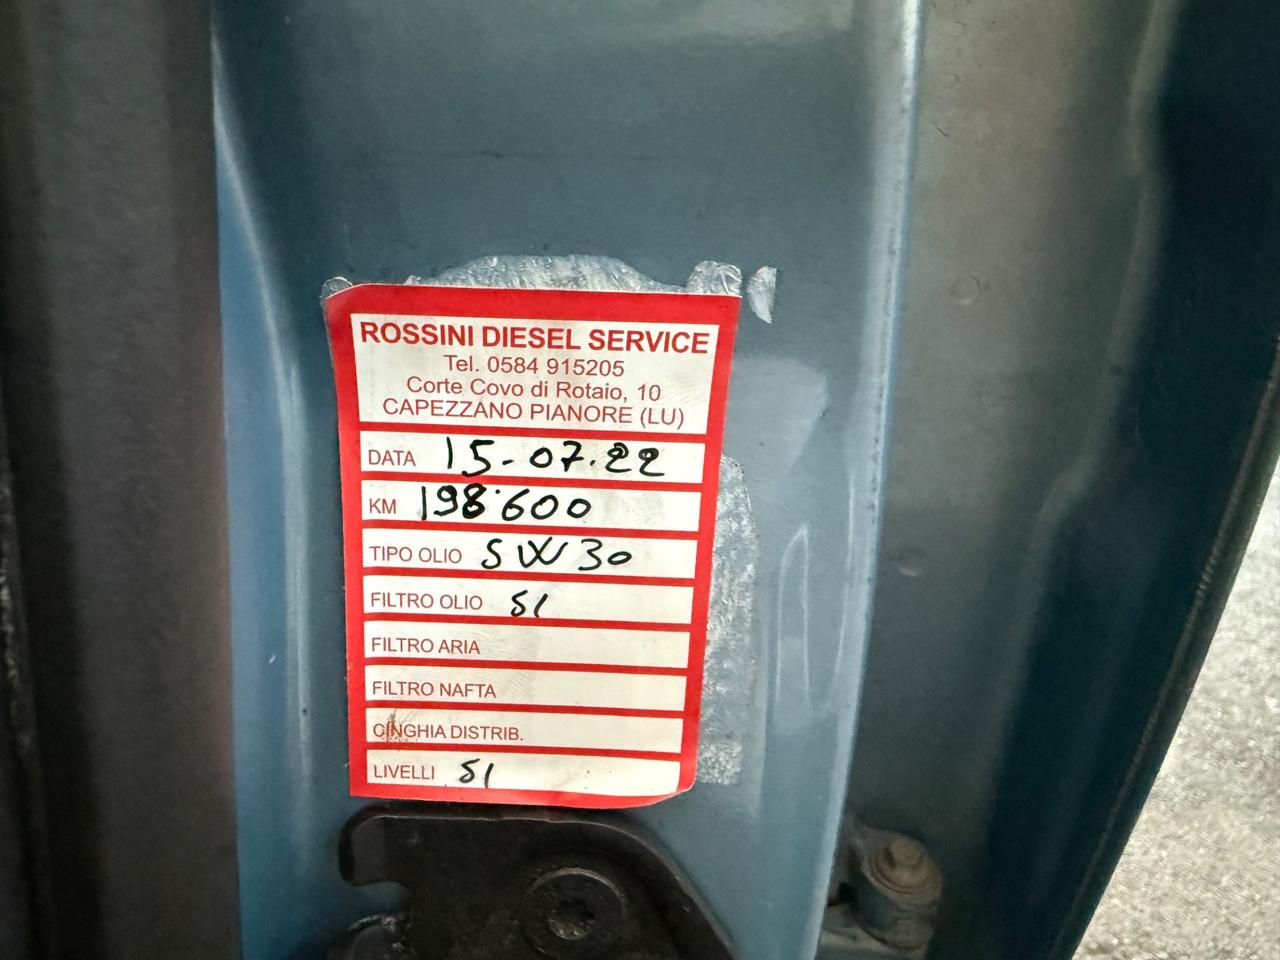 ROSSINI DIESEL SERVICE
Tel. 0584 915205
Corte Covo di Rotaio, 10
CAPEZZANO PIANORE (LU)
DATA 15-07.22
KM 198.600
TIPO OLIO 5W30
FILTRO OLIO SI
FILTRO ARIA
FILTRO NAFTA
CINGHIA DISTRIB.
LIVELLI SI